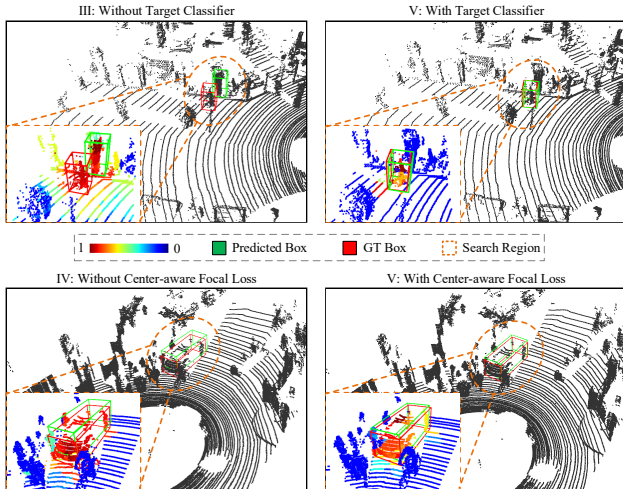 III: Without Target Classifier
V: With Target Classifier
1 0 Predicted Box GT Box Search Region
IV: Without Center-aware Focal Loss
V: With Center-aware Focal Loss